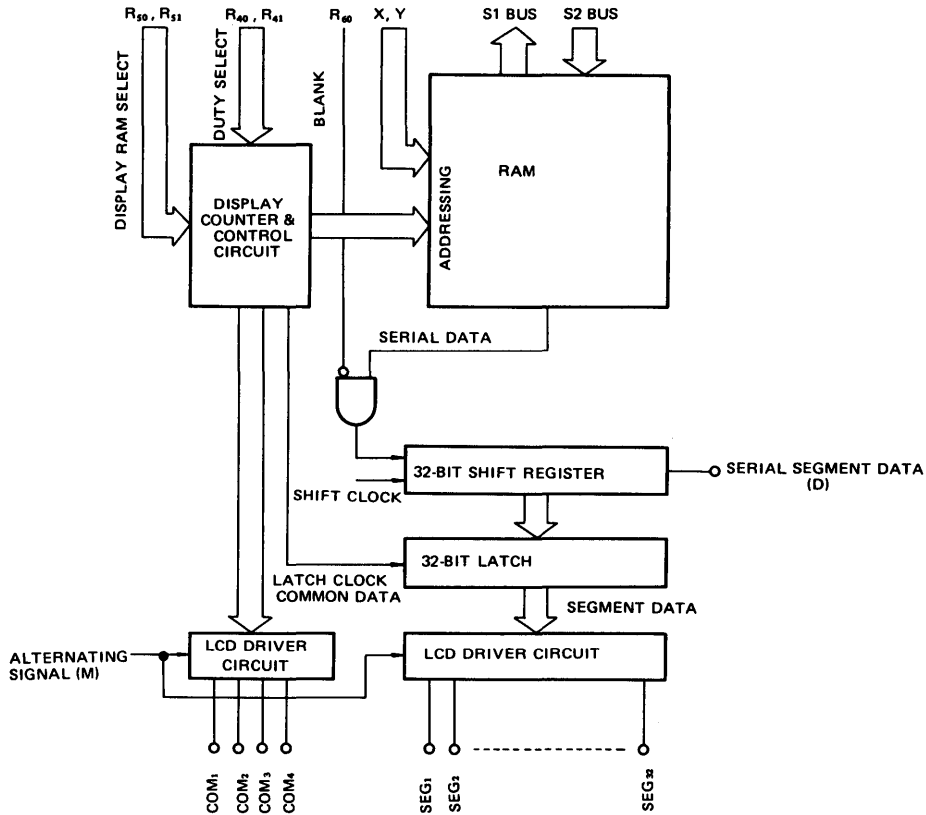 R50, R51
R40, R41
R60
X, Y
S1 BUS
S2 BUS
DISPLAY RAM SELECT
DUTY SELECT
BLANK
ADDRESSING
RAM
DISPLAY
COUNTER &
CONTROL
CIRCUIT
SERIAL DATA
32-BIT SHIFT REGISTER
SERIAL SEGMENT DATA
(D)
SHIFT CLOCK
32-BIT LATCH
LATCH CLOCK
COMMON DATA
SEGMENT DATA
LCD DRIVER
CIRCUIT
LCD DRIVER CIRCUIT
ALTERNATING
SIGNAL (M)
COM1
COM2
COM3
COM4
SEG1
SEG2
SEG32